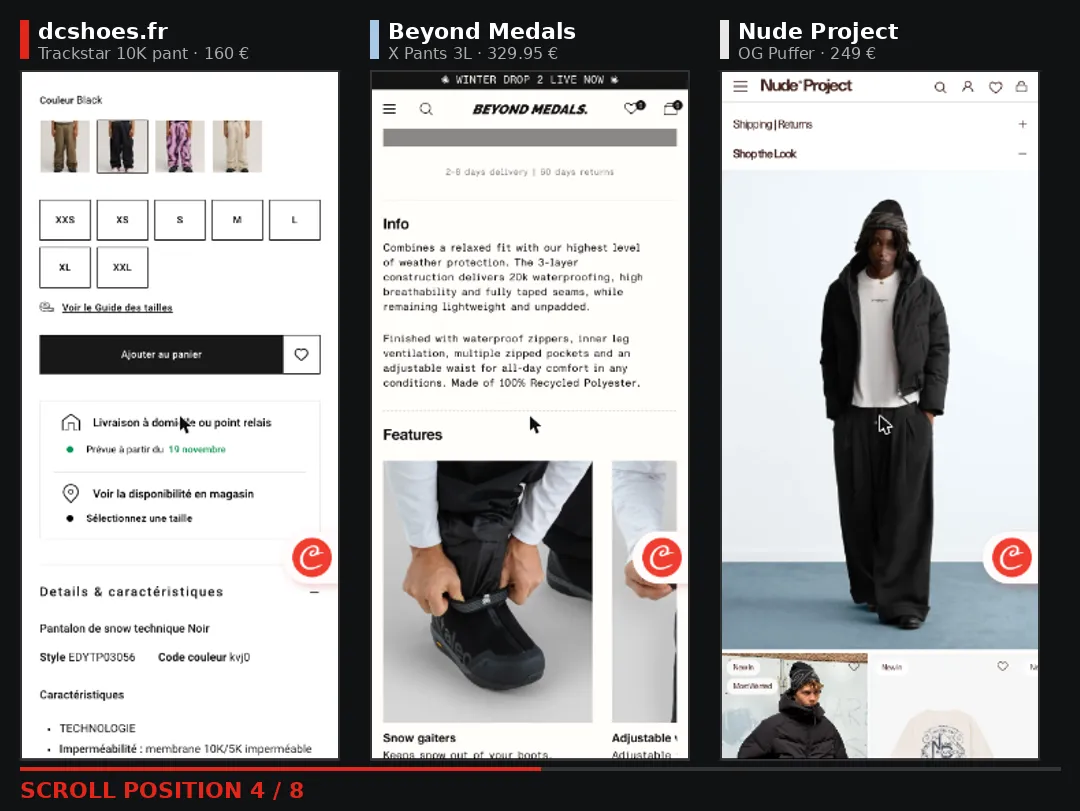 dcshoes.fr
Trackstar 10K pant · 160 €
Couleur Black
XXS XS S M L
XL XXL
Voir le Guide des tailles
Ajouter au panier
Livraison à domicile ou point relais
Prévue à partir du 19 novembre
Voir la disponibilité en magasin
Sélectionnez une taille
Details & caractéristiques
Pantalon de snow technique Noir
Style EDYTP03056 Code couleur kvj0
Caractéristiques
• TECHNOLOGIE
• Imperméabilité : membrane 10K/5K imperméable
Beyond Medals
X Pants 3L · 329.95 €
WINTER DROP 2 LIVE NOW
BEYOND MEDALS.
Info
Combines a relaxed fit with our highest level
of weather protection. The 3-layer
construction delivers 20k waterproofing, high
breathability and fully taped seams, while
remaining lightweight and unpadded.
Finished with waterproof zippers, inner leg
ventilation, multiple zipped pockets and an
adjustable waist for all-day comfort in any
conditions. Made of 100% Recycled Polyester.
Features
Snow gaiters
Keeps snow out of your boots.
Adjustable
Adjustable
Nude Project
OG Puffer · 249 €
Nude Project
Shipping | Returns
Shop the Look
New in
Most Wanted
New in
SCROLL POSITION 4 / 8